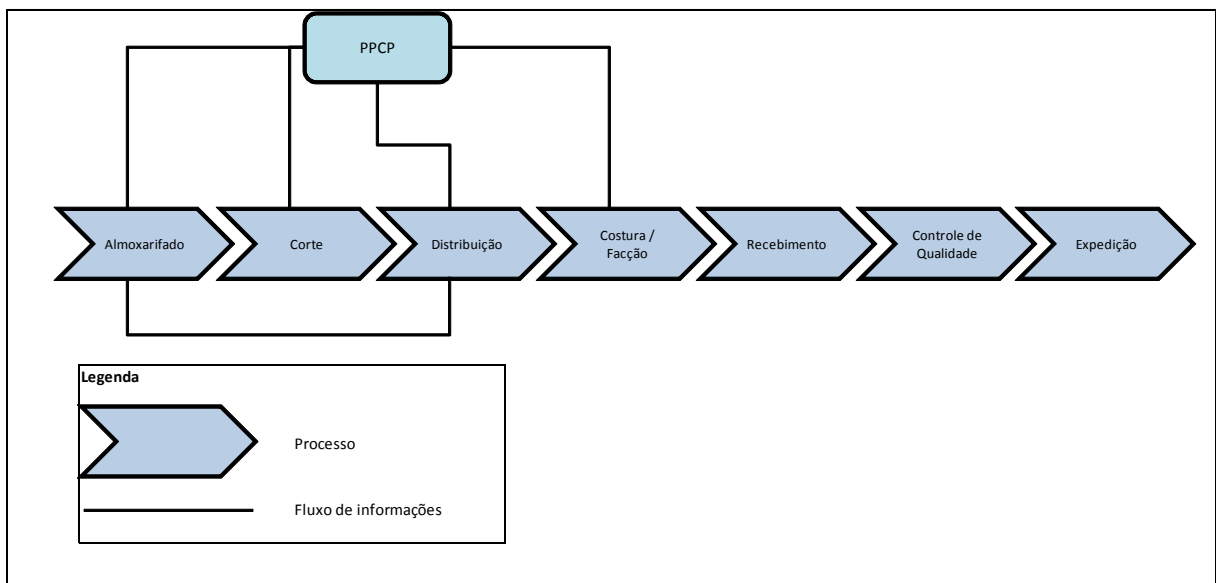 PPCP
Almoxarifado
Corte
Distribuição
Costura /
Facção
Recebimento
Controle de
Qualidade
Expedição
Legenda
Processo
Fluxo de informações